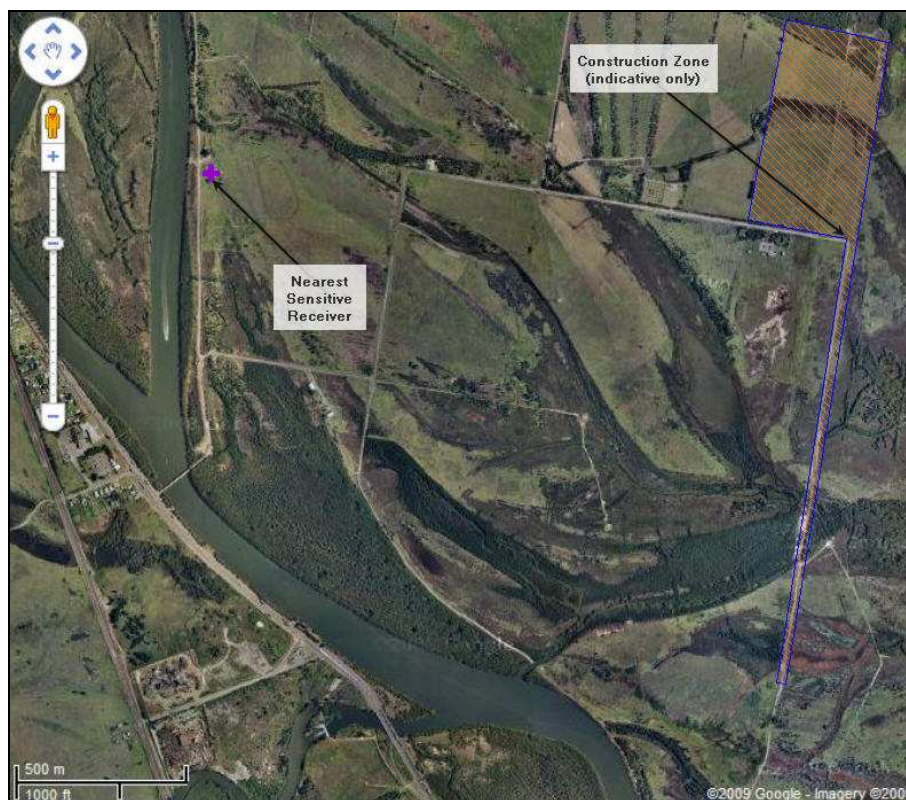 Construction Zone
(indicative only)
Nearest
Sensitive
Receiver
500 m
1000 ft
©2009 Google - Imagery ©200